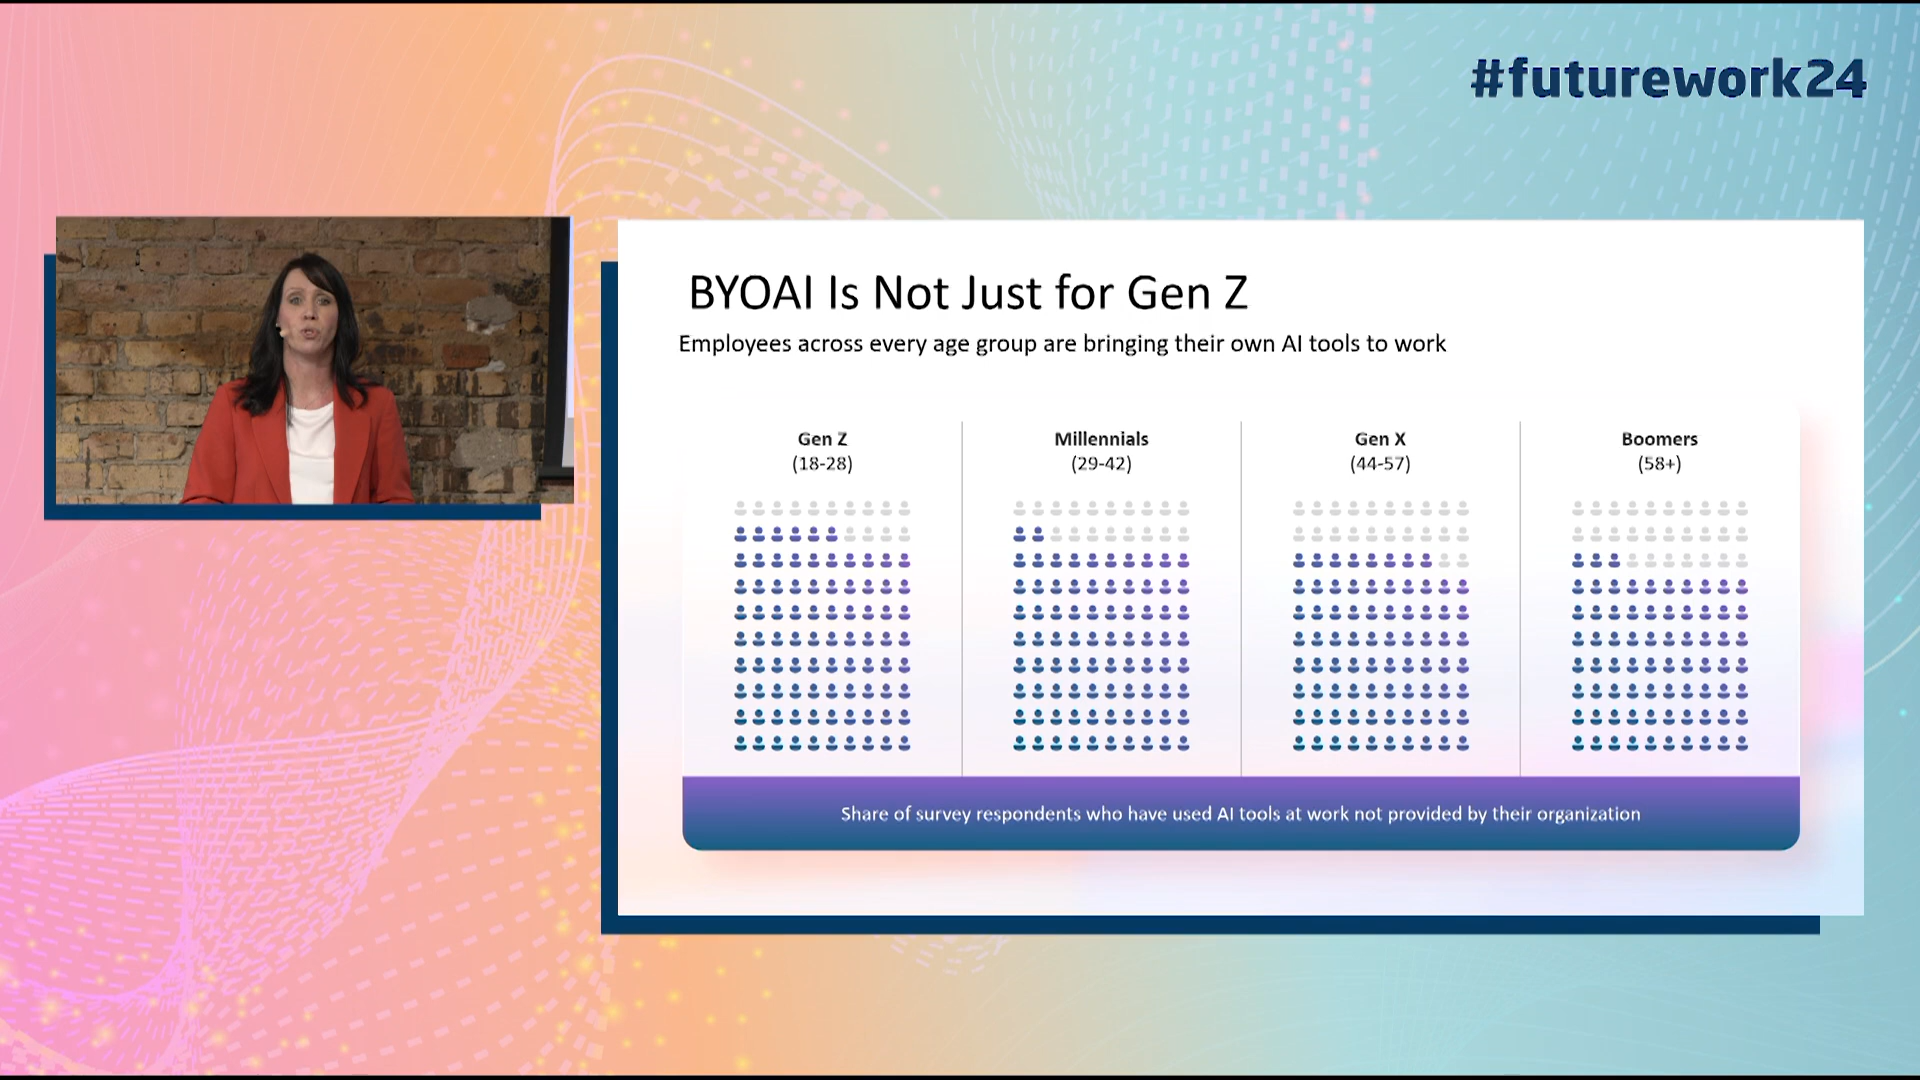 #futurework24
BYOAI Is Not Just for Gen Z
Employees across every age group are bringing their own AI tools to work
Gen Z
(18-28)
Millennials
(29-42)
Gen X
(44-57)
Boomers
(58+)
Share of survey respondents who have used AI tools at work not provided by their organization